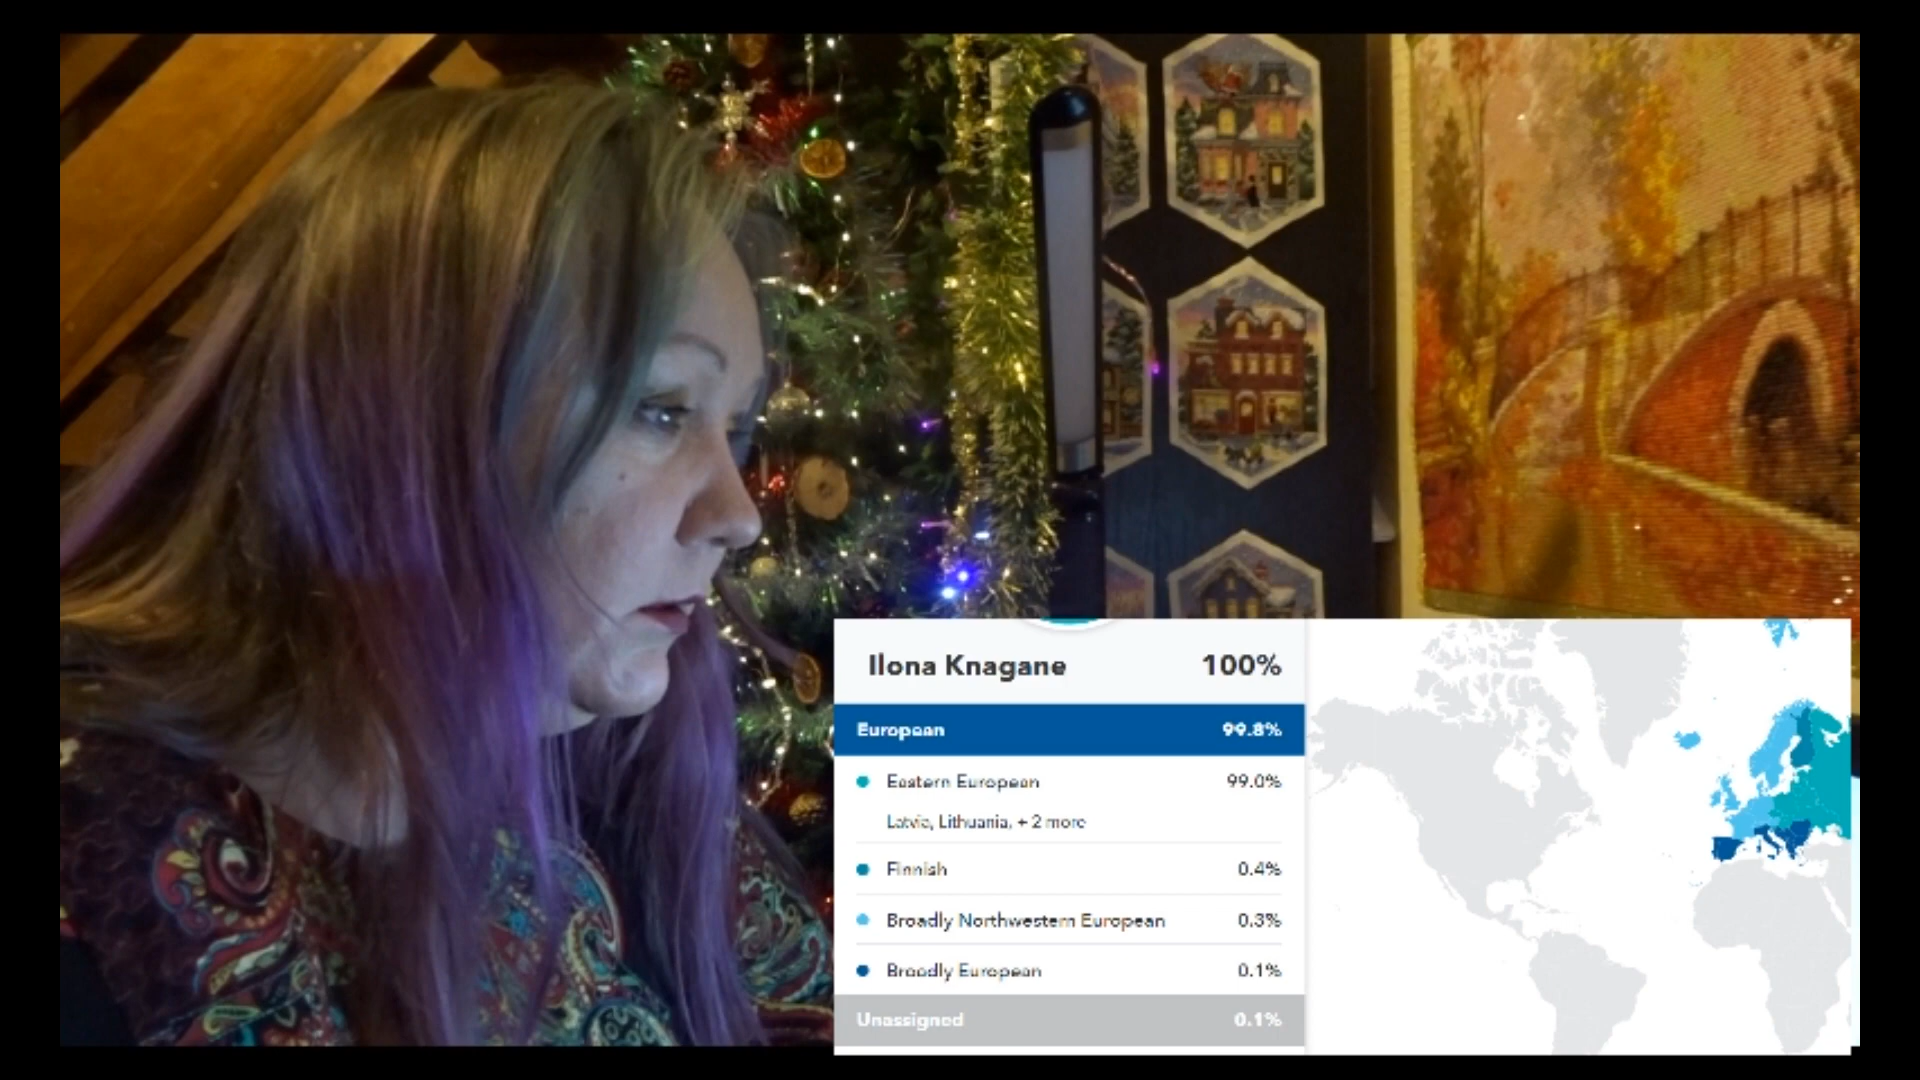 Ilona Knagane 100%
European 99.8%
Eastern European 99.0%
Latvia, Lithuania, + 2 more
Finnish 0.4%
Broadly Northwestern European 0.3%
Broadly European 0.1%
Unassigned 0.1%